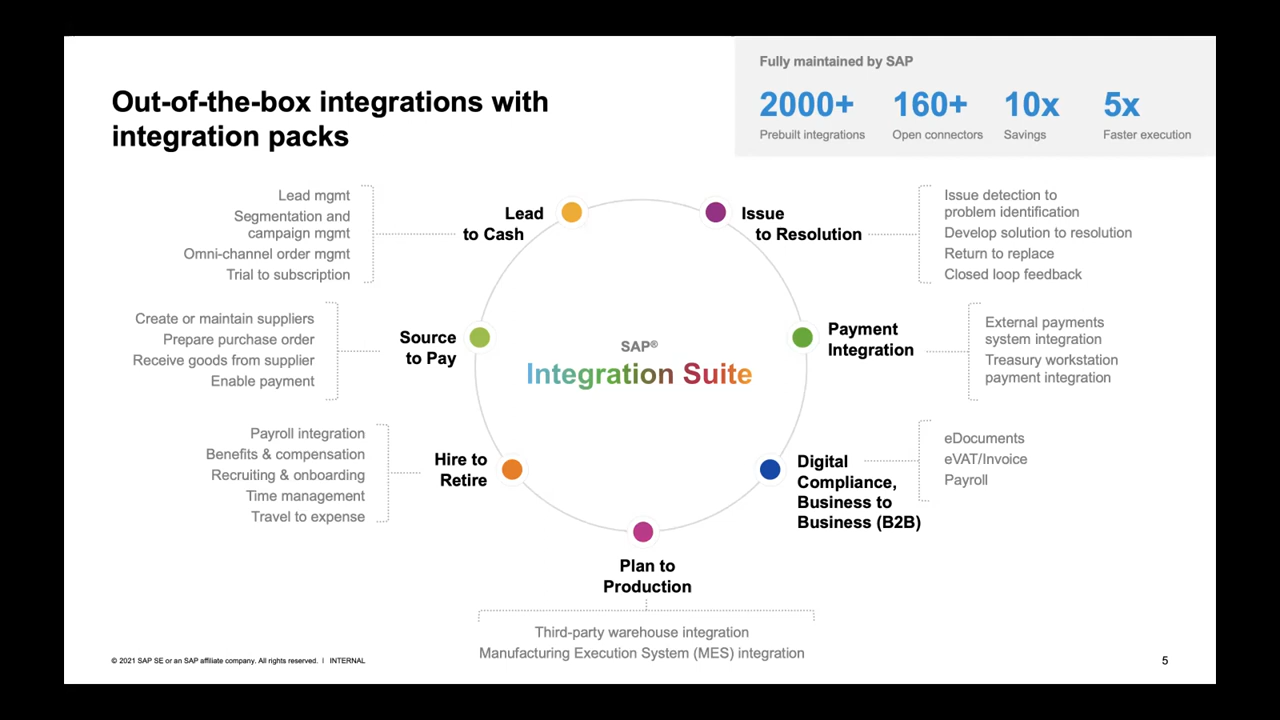 Out-of-the-box integrations with
integration packs
Fully maintained by SAP
2000+
Prebuilt integrations
160+
Open connectors
10x
Savings
5x
Faster execution
Lead mgmt
Segmentation and
campaign mgmt
Omni-channel order mgmt
Trial to subscription
Lead
to Cash
Issue
to Resolution
Issue detection to
problem identification
Develop solution to resolution
Return to replace
Closed loop feedback
Create or maintain suppliers
Prepare purchase order
Receive goods from supplier
Enable payment
Source
to Pay
SAP®
Integration Suite
Payment
Integration
External payments
system integration
Treasury workstation
payment integration
Payroll integration
Benefits & compensation
Recruiting & onboarding
Time management
Travel to expense
Hire to
Retire
Digital
Compliance,
Business to
Business (B2B)
eDocuments
eVAT/Invoice
Payroll
Plan to
Production
Third-party warehouse integration
Manufacturing Execution System (MES) integration
© 2021 SAP SE or an SAP affiliate company. All rights reserved. | INTERNAL
5